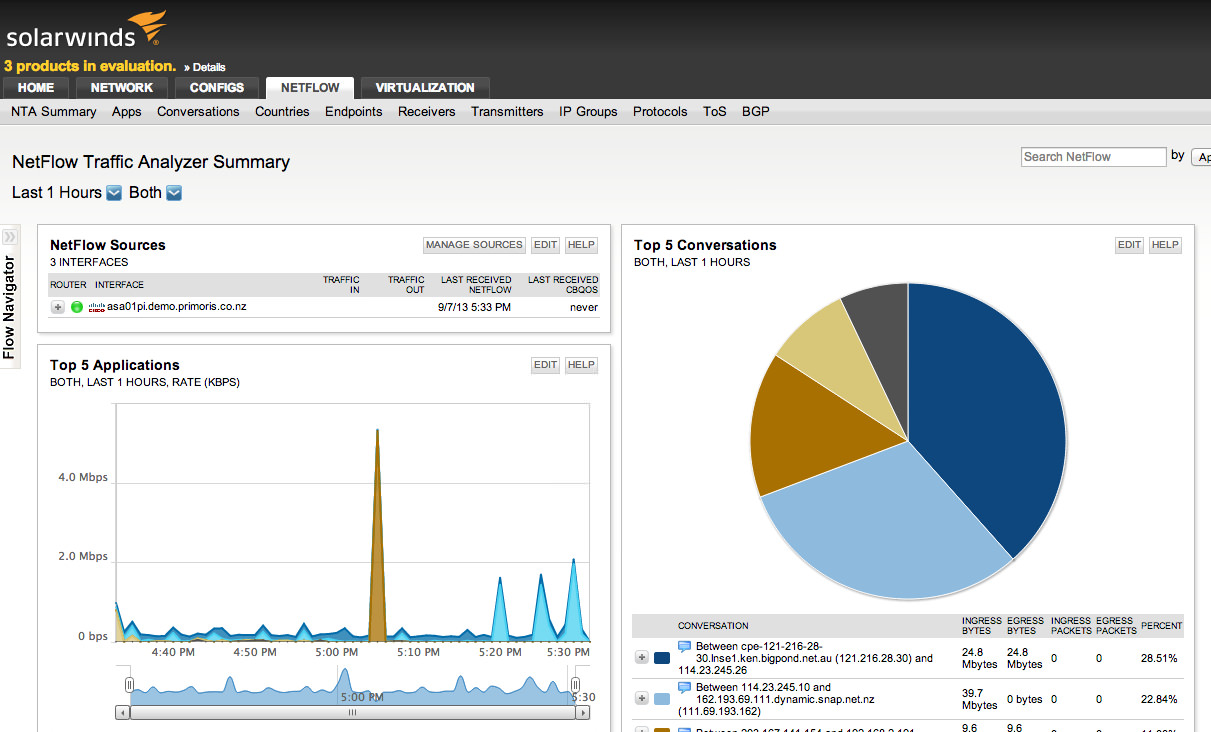 solarwinds
3 products in evaluation. » Details
HOME NETWORK CONFIGS NETFLOW VIRTUALIZATION
NTA Summary Apps Conversations Countries Endpoints Receivers Transmitters IP Groups Protocols ToS BGP
NetFlow Traffic Analyzer Summary
Search NetFlow by Ap
Last 1 Hours Both
Flow Navigator
NetFlow Sources MANAGE SOURCES EDIT HELP
3 INTERFACES
ROUTER INTERFACE TRAFFIC IN TRAFFIC OUT LAST RECEIVED NETFLOW LAST RECEIVED CBQOS
asa01pi.demo.primoris.co.nz 9/7/13 5:33 PM never
Top 5 Applications EDIT HELP
BOTH, LAST 1 HOURS, RATE (KBPS)
4.0 Mbps
2.0 Mbps
0 bps
4:40 PM 4:50 PM 5:00 PM 5:10 PM 5:20 PM 5:30 PM
5:00 PM 5:30
Top 5 Conversations EDIT HELP
BOTH, LAST 1 HOURS
CONVERSATION INGRESS BYTES EGRESS BYTES INGRESS PACKETS EGRESS PACKETS PERCENT
Between cpe-121-216-28-
30.lnse1.ken.bigpond.net.au (121.216.28.30) and
114.23.245.26
24.8 Mbytes 24.8 Mbytes 0 0 28.51%
Between 114.23.245.10 and
162.193.69.111.dynamic.snap.net.nz
(111.69.193.162)
39.7 Mbytes 0 bytes 0 0 22.84%
9.6 9.6